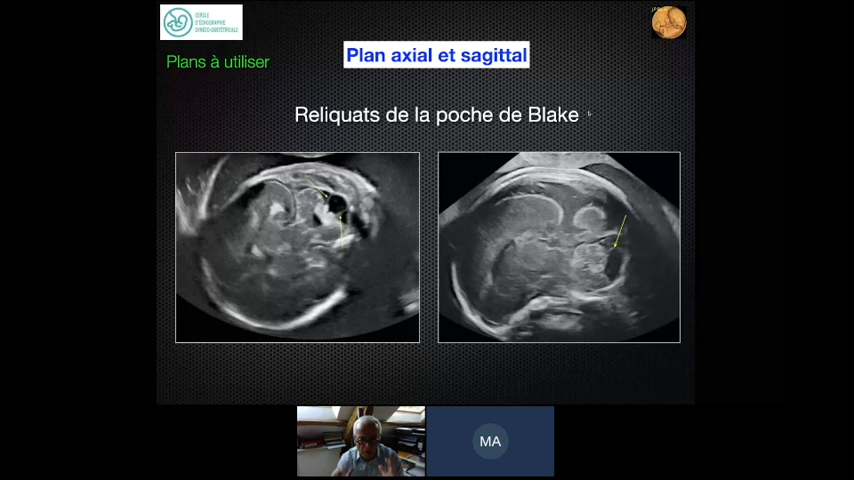 CERCLE
D'ÉCHOGRAPHIE
GYNÉCO-OBSTÉTRICALE
Plan axial et sagittal
Plans à utiliser
Reliquats de la poche de Blake
MA